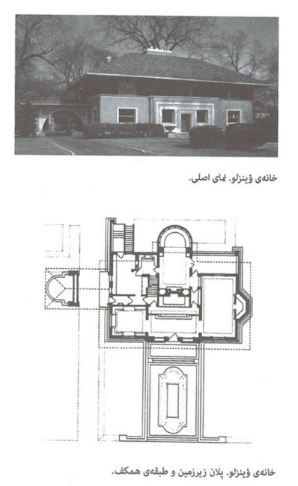 خانه‌ی وینزلو. نمای اصلی.
خانه‌ی وینزلو. پلان زیرزمین و طبقه‌ی همکف.